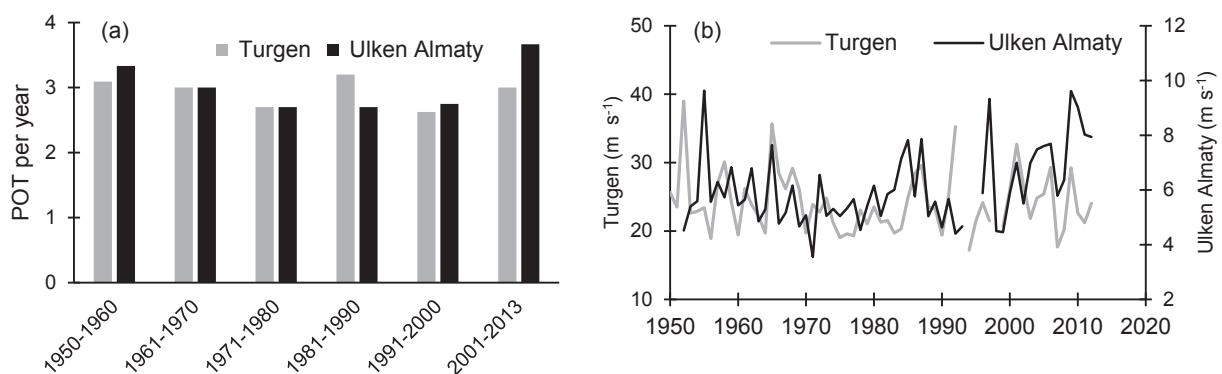 (a)
Turgen
Ulken Almaty
POT per year
4
3
2
1
0
1950-1960
1961-1970
1971-1980
1981-1990
1991-2000
2001-2013
(b)
Turgen
Ulken Almaty
Turgen (m s⁻¹)
50
40
30
20
10
Ulken Almaty (m s⁻¹)
12
10
8
6
4
2
1950 1960 1970 1980 1990 2000 2010 2020